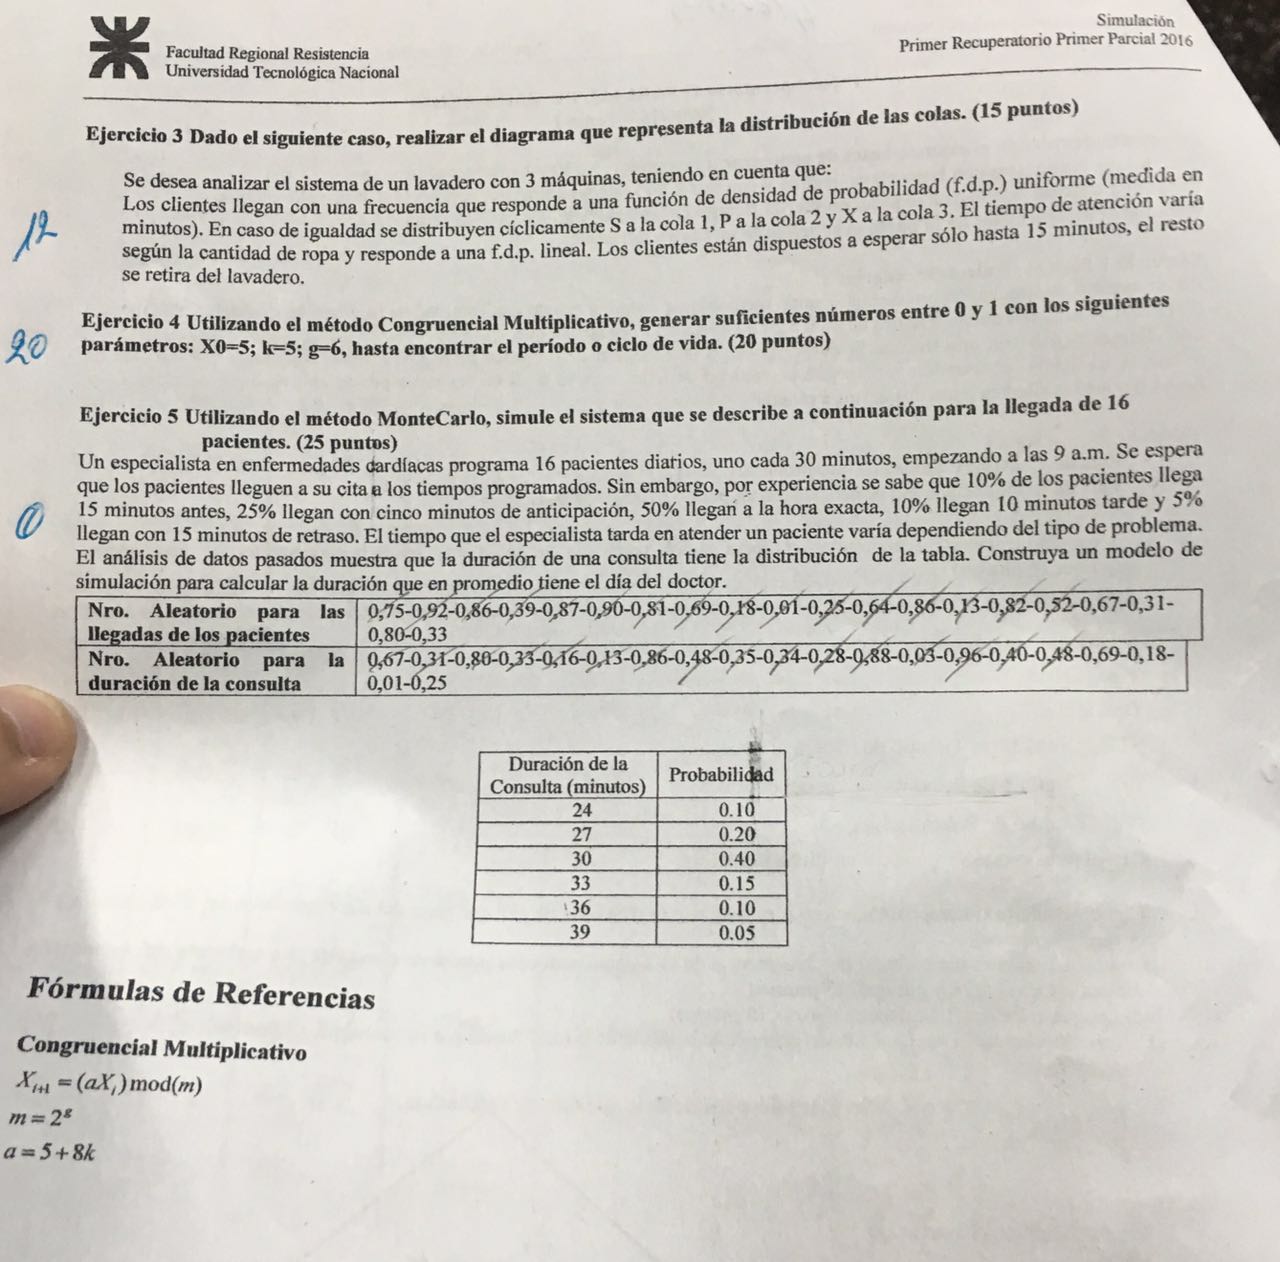 Facultad Regional Resistencia
Universidad Tecnológica Nacional
Simulación
Primer Recuperatorio Primer Parcial 2016
Ejercicio 3 Dado el siguiente caso, realizar el diagrama que representa la distribución de las colas. (15 puntos)
Se desea analizar el sistema de un lavadero con 3 máquinas, teniendo en cuenta que:
Los clientes llegan con una frecuencia que responde a una función de densidad de probabilidad (f.d.p.) uniforme (medida en
minutos). En caso de igualdad se distribuyen cíclicamente S a la cola 1, P a la cola 2 y X a la cola 3. El tiempo de atención varía
según la cantidad de ropa y responde a una f.d.p. lineal. Los clientes están dispuestos a esperar sólo hasta 15 minutos, el resto
se retira del lavadero.
12
Ejercicio 4 Utilizando el método Congruencial Multiplicativo, generar suficientes números entre 0 y 1 con los siguientes
parámetros: X0=5; k=5; g=6, hasta encontrar el período o ciclo de vida. (20 puntos)
20
Ejercicio 5 Utilizando el método MonteCarlo, simule el sistema que se describe a continuación para la llegada de 16
pacientes. (25 puntos)
Un especialista en enfermedades cardíacas programa 16 pacientes diarios, uno cada 30 minutos, empezando a las 9 a.m. Se espera
que los pacientes lleguen a su cita a los tiempos programados. Sin embargo, por experiencia se sabe que 10% de los pacientes llega
15 minutos antes, 25% llegan con cinco minutos de anticipación, 50% llegan a la hora exacta, 10% llegan 10 minutos tarde y 5%
llegan con 15 minutos de retraso. El tiempo que el especialista tarda en atender un paciente varía dependiendo del tipo de problema.
El análisis de datos pasados muestra que la duración de una consulta tiene la distribución de la tabla. Construya un modelo de
simulación para calcular la duración que en promedio tiene el día del doctor.
0
Nro. Aleatorio para las
llegadas de los pacientes
0,75-0,92-0,86-0,39-0,87-0,90-0,81-0,69-0,18-0,01-0,25-0,64-0,86-0,13-0,82-0,52-0,67-0,31-
0,80-0,33
Nro. Aleatorio para la
duración de la consulta
0,67-0,31-0,80-0,33-0,16-0,13-0,86-0,48-0,35-0,34-0,28-0,88-0,03-0,96-0,40-0,48-0,69-0,18-
0,01-0,25
Duración de la
Consulta (minutos)
Probabilidad
24 0.10
27 0.20
30 0.40
33 0.15
36 0.10
39 0.05
Fórmulas de Referencias
Congruencial Multiplicativo
X_{i+1} = (aX_i) mod(m)
m = 2^g
a = 5 + 8k